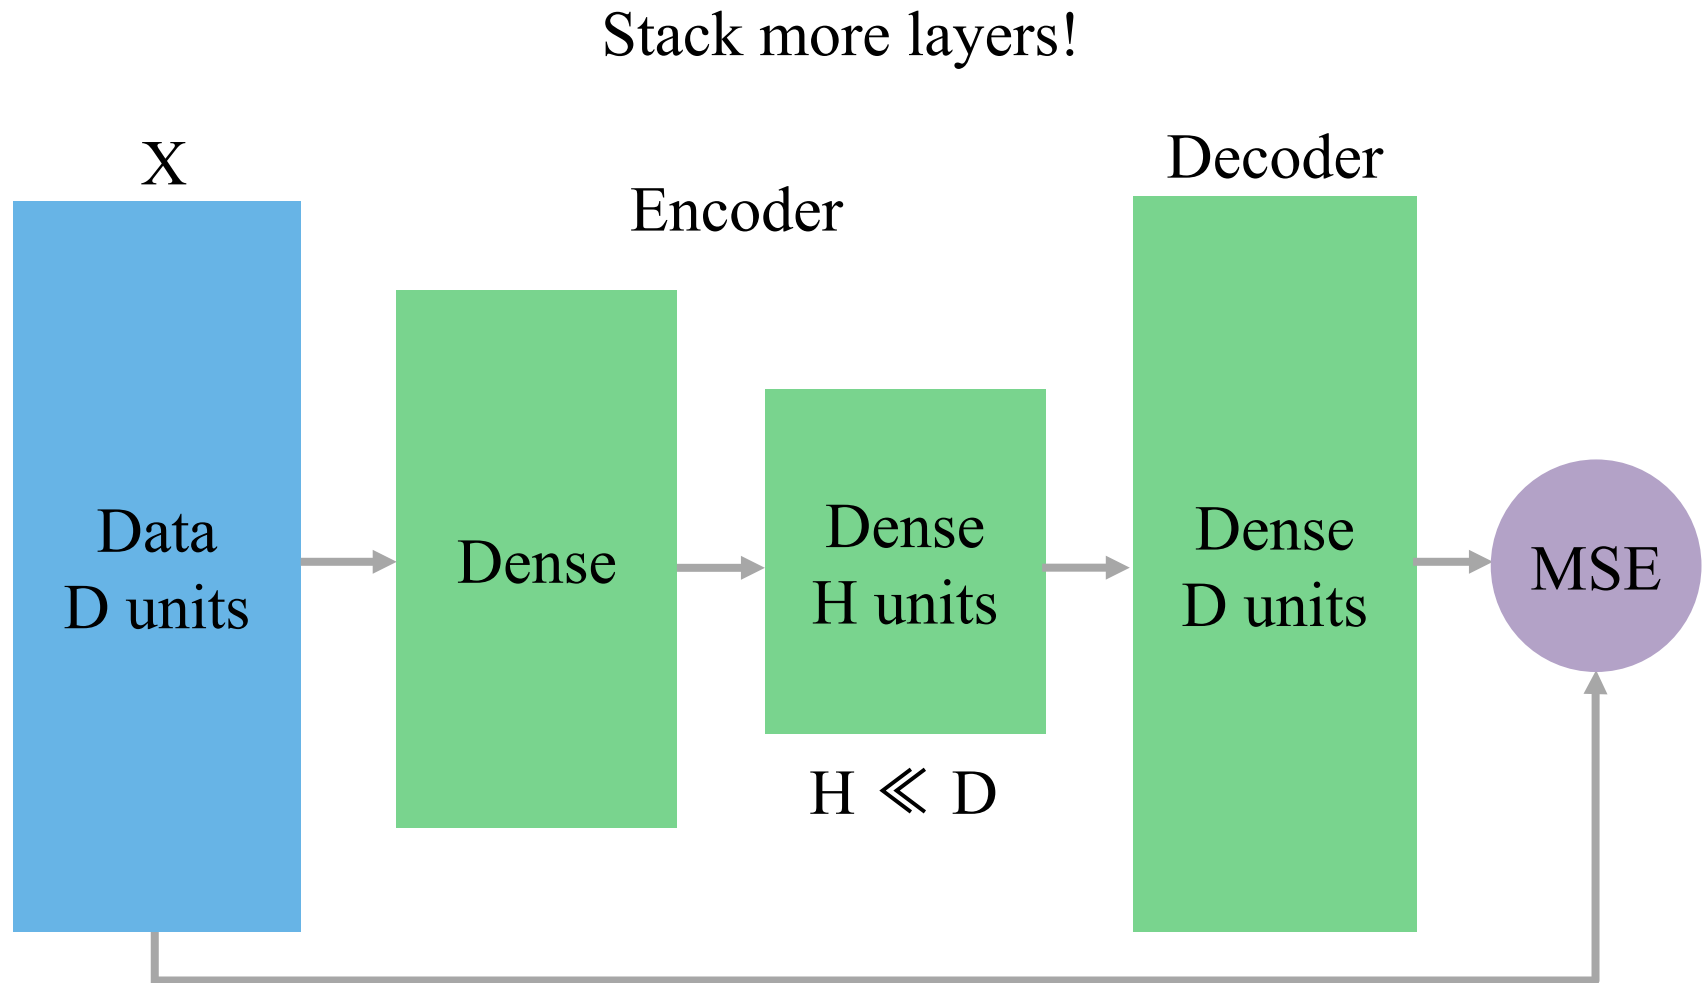 Stack more layers!
X
Encoder
Decoder
Data
D units
Dense
Dense
H units
Dense
D units
MSE
H ≪ D